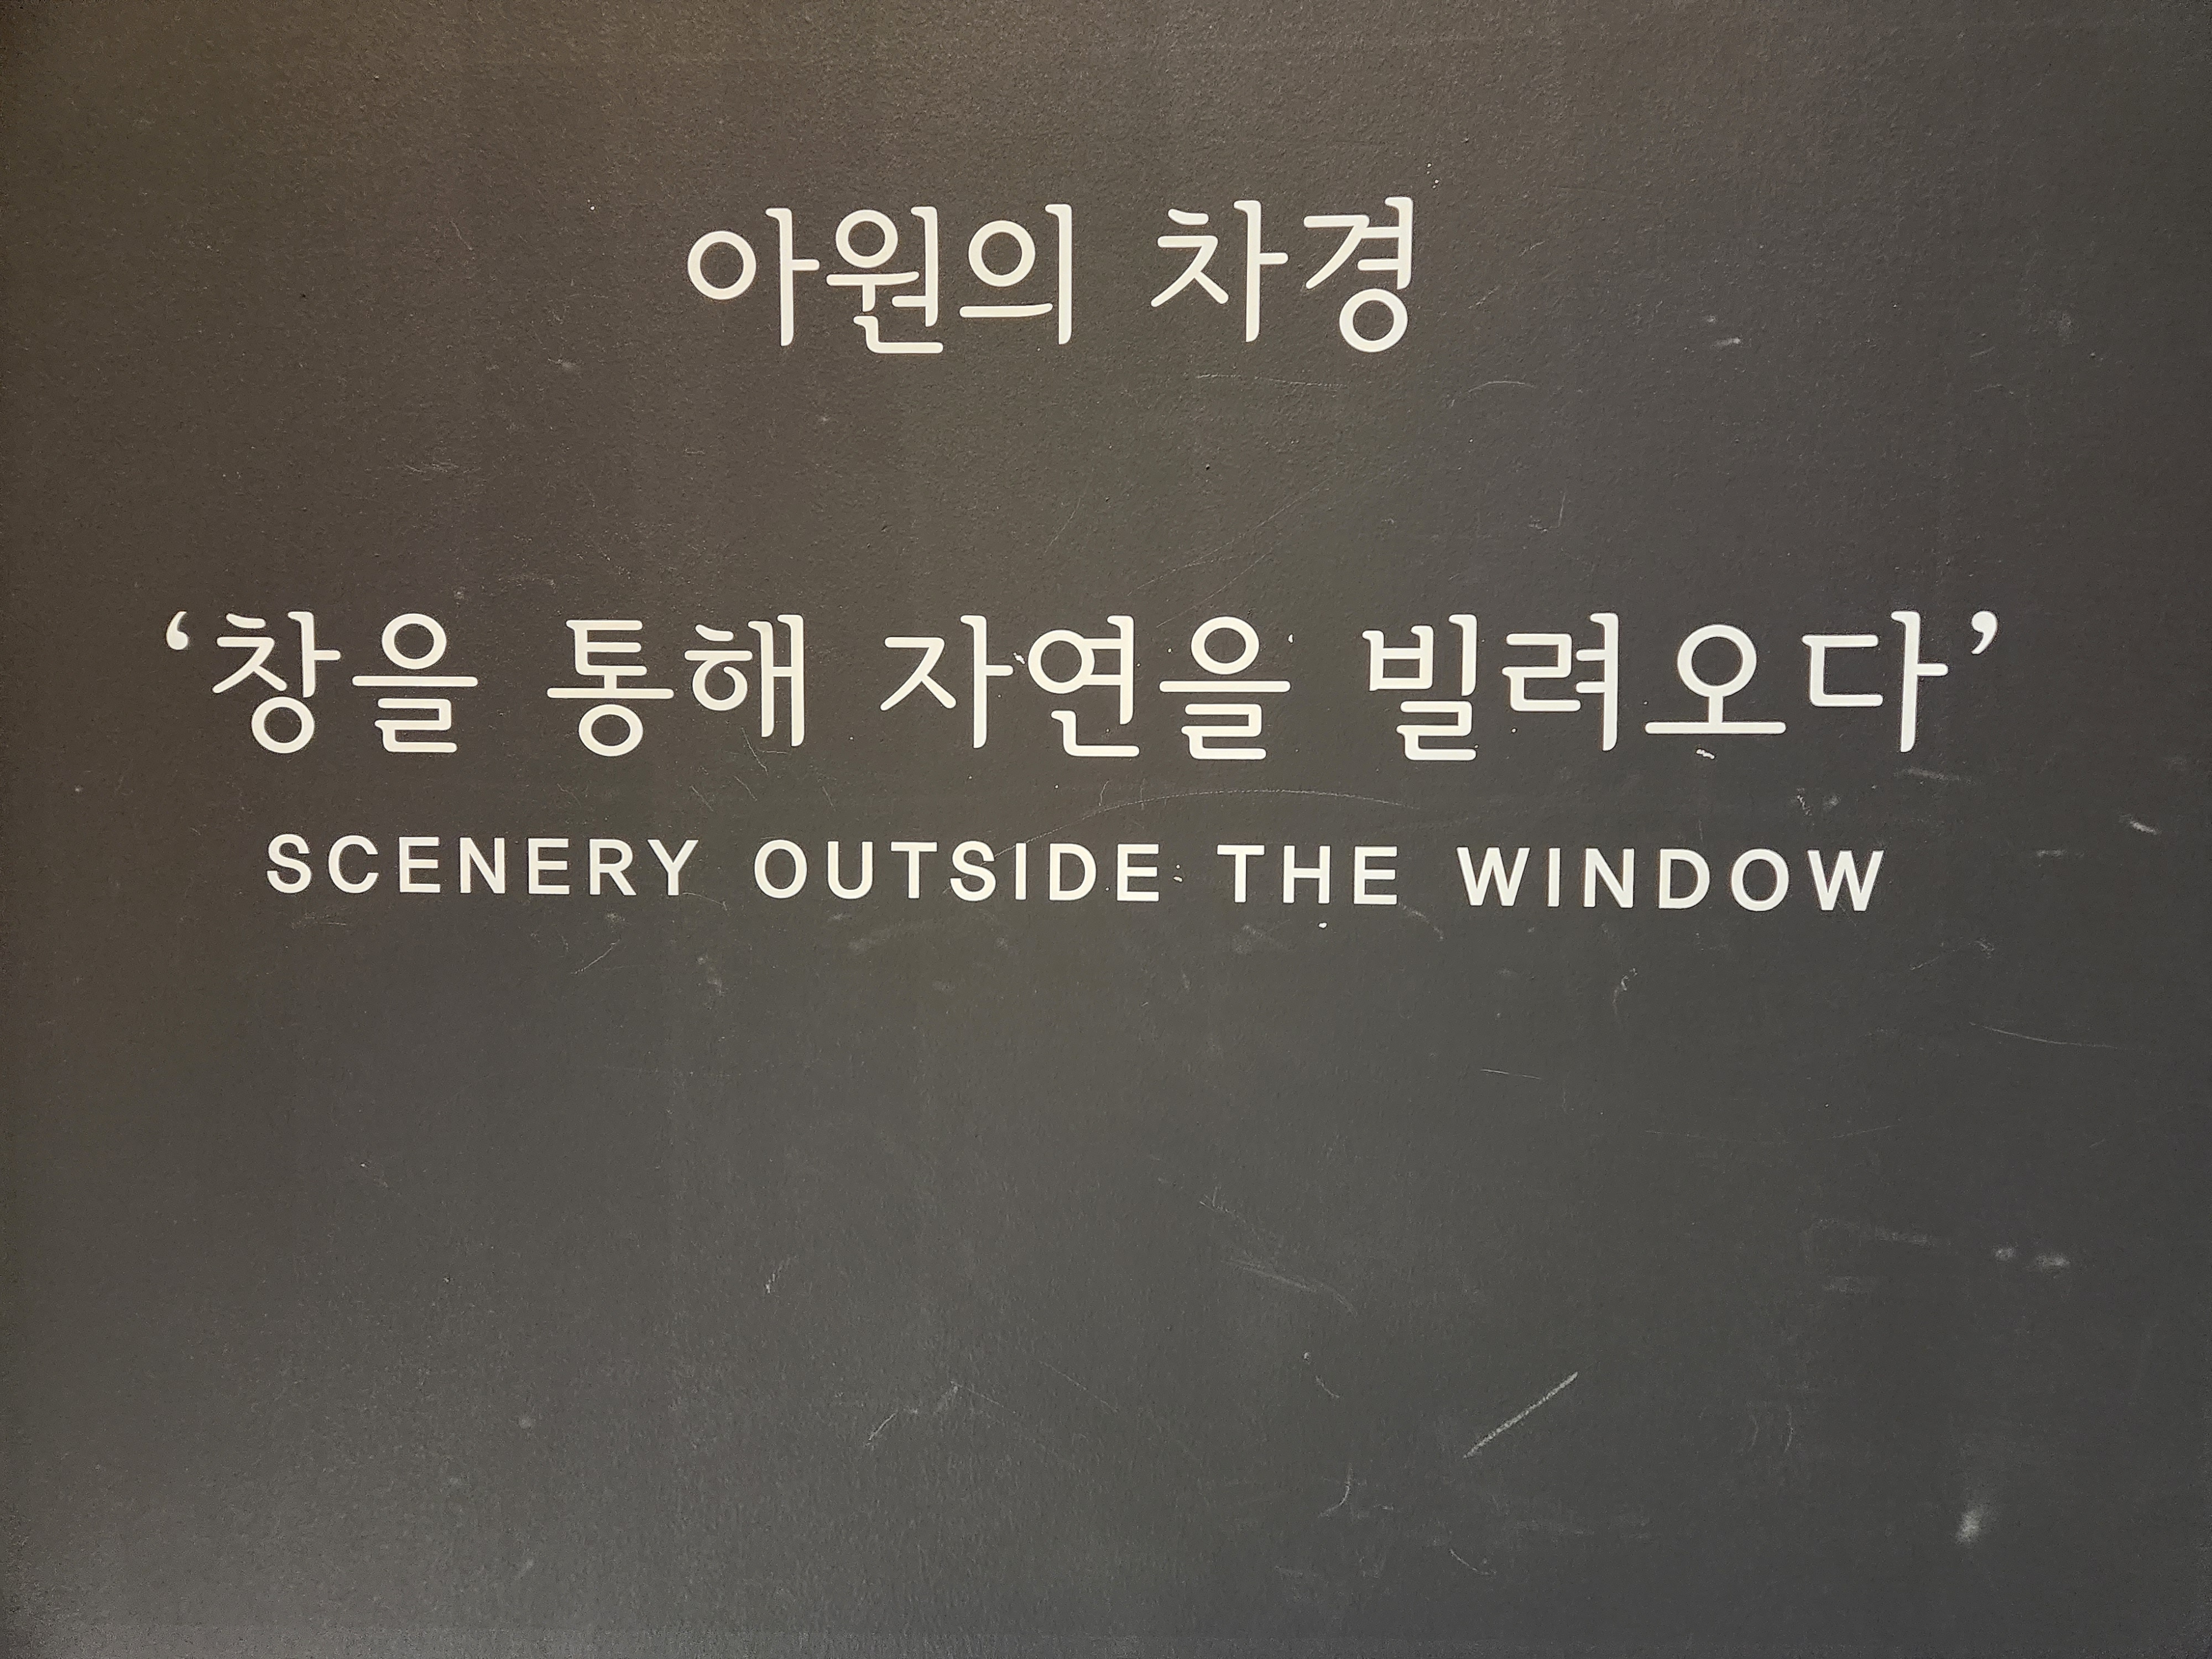 아원의 차경
‘창을 통해 자연을 빌려오다’
SCENERY OUTSIDE THE WINDOW